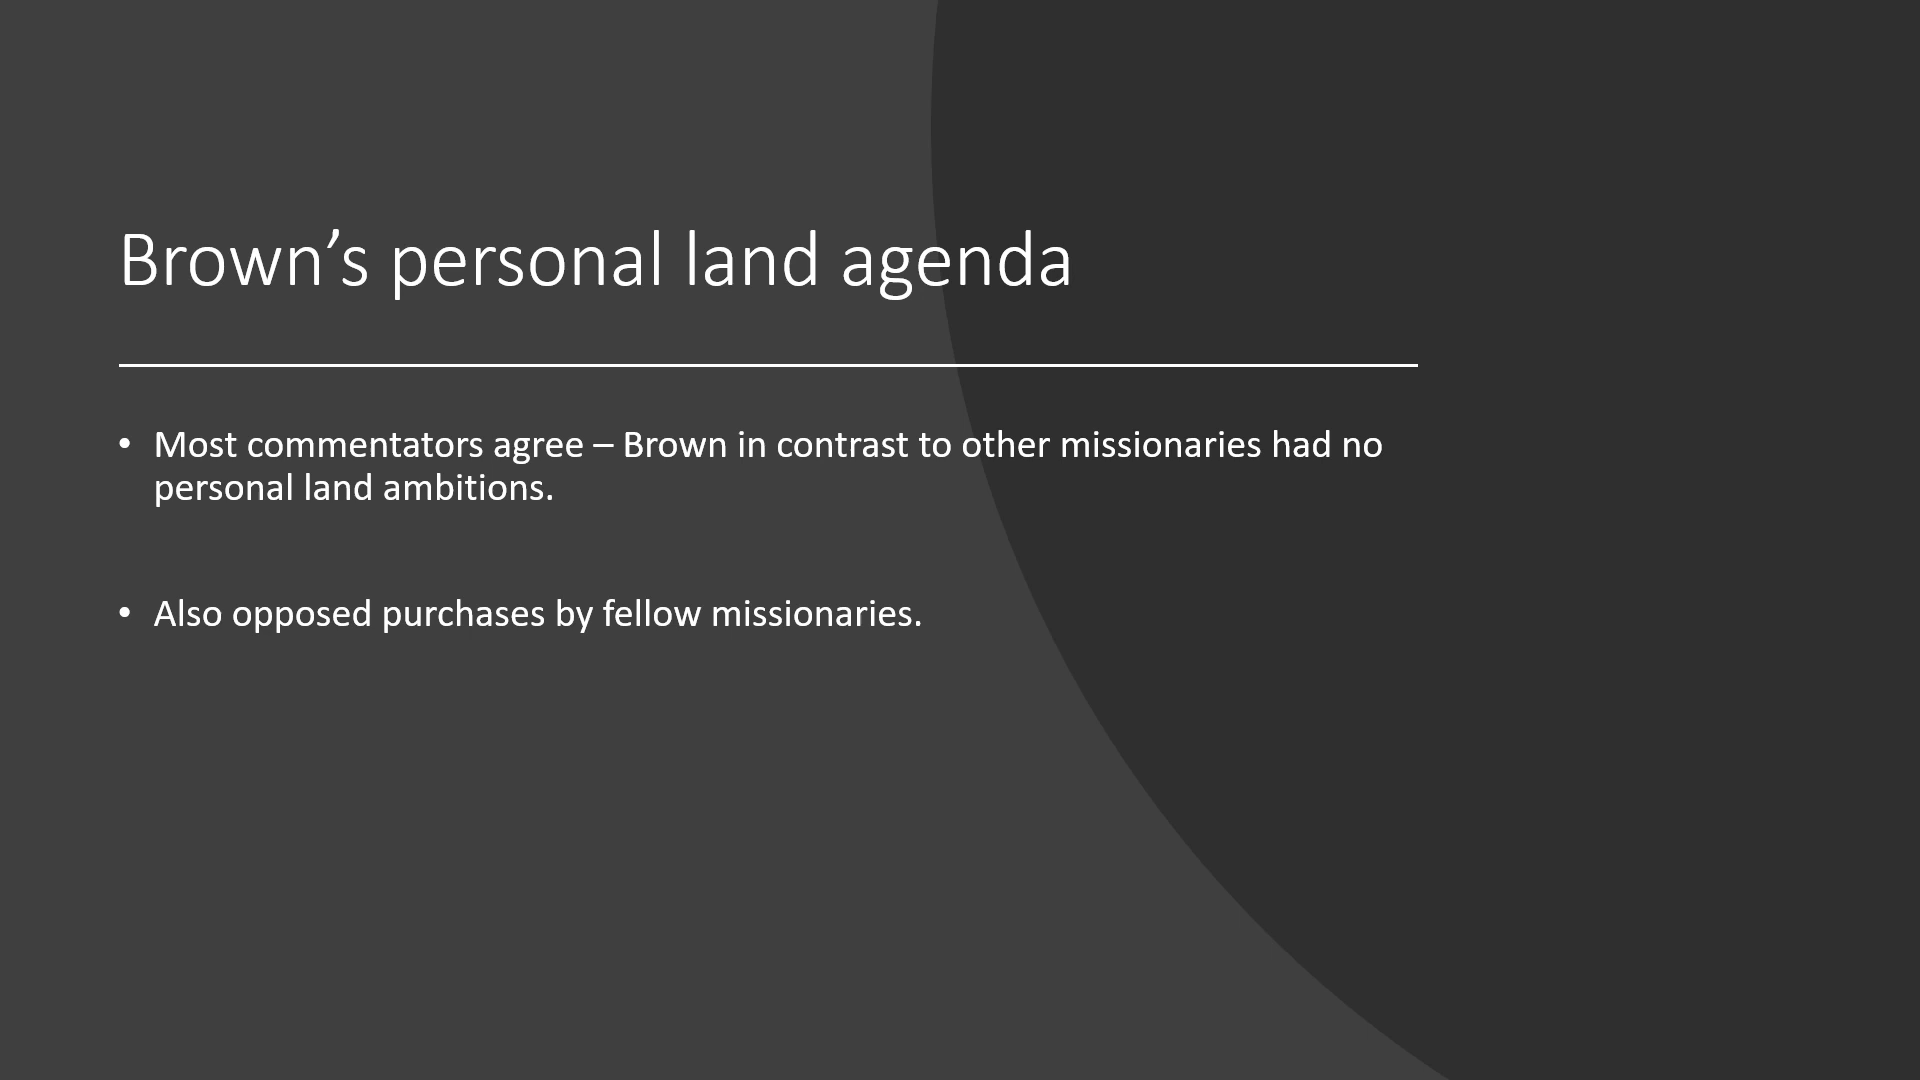 Brown’s personal land agenda
• Most commentators agree – Brown in contrast to other missionaries had no
personal land ambitions.
• Also opposed purchases by fellow missionaries.